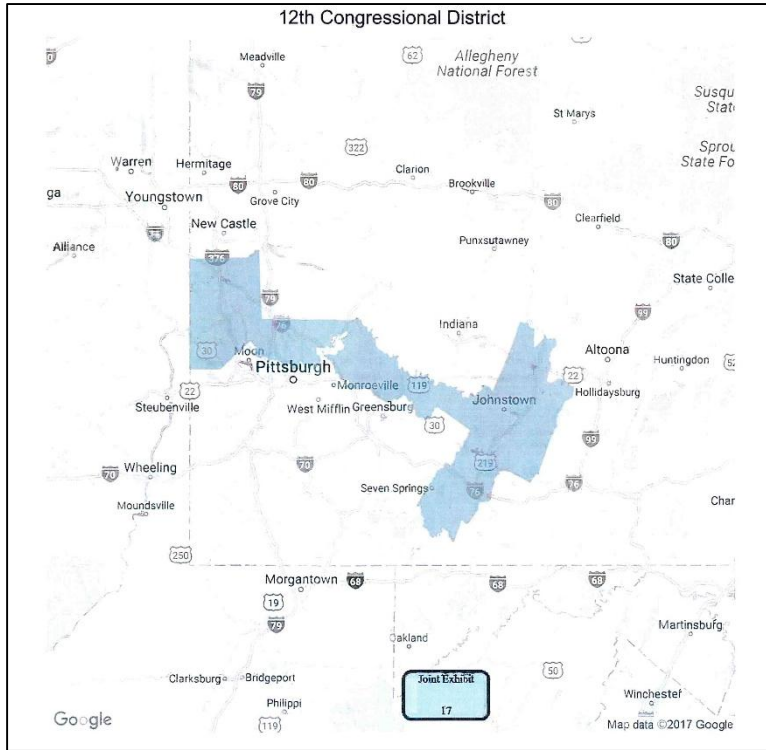 12th Congressional District
62
Allegheny
National Forest
Meadville
79
Susqu
State
St Marys
Sprou
State Fo
322
Warren
Hermitage
Clarion
80
80
Brookville
ga
Youngstown
Grove City
80
New Castle
Clearfield
Alliance
376
Punxsutawney
80
State Colle
79
99
76
Indiana
30
Moon
Altoona
Pittsburgh
22
Huntingdon
22
Monroeville
119
Hollidaysburg
Steubenville
West Mifflin
Greensburg
Johnstown
30
99
Wheeling
70
70
219
Seven Springs
76
76
Moundsville
Char
250
Morgantown
68
68
68
19
79
Martinsburg
Oakland
Clarksburg
Bridgeport
Joint Exhibit
17
50
Philippi
Winchester
Google
119
Map data ©2017 Google